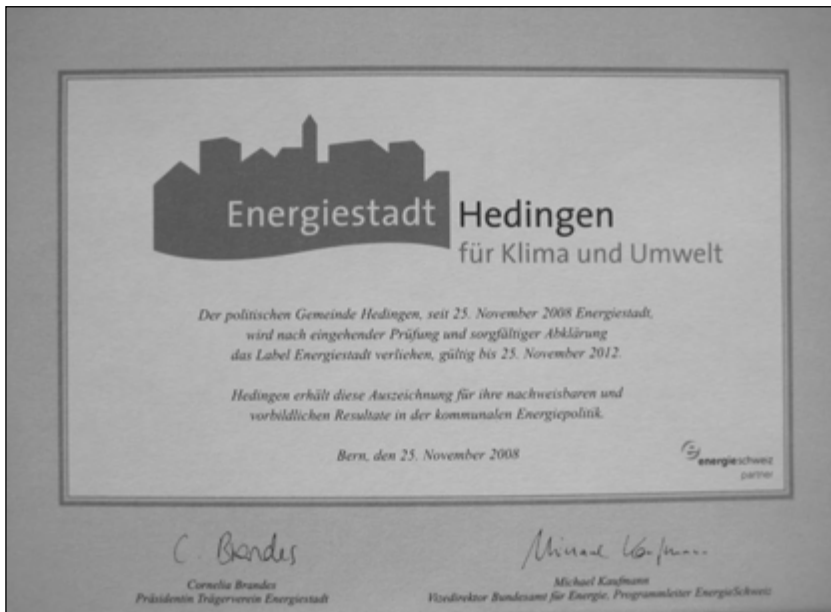 Energiestadt Hedingen
für Klima und Umwelt
Der politischen Gemeinde Hedingen, seit 25. November 2008 Energiestadt,
wird nach eingehender Prüfung und sorgfältiger Abklärung
das Label Energiestadt verliehen, gültig bis 25. November 2012.
Hedingen erhält diese Auszeichnung für ihre nachweisbaren und
vorbildlichen Resultate in der kommunalen Energiepolitik.
Bern, den 25. November 2008
energieschweiz
partner
C. Brandes
Michael Kaufmann
Cornelia Brandes
Präsidentin Trägerverein Energiestadt
Michael Kaufmann
Vizedirektor Bundesamt für Energie, Programmleiter EnergieSchweiz